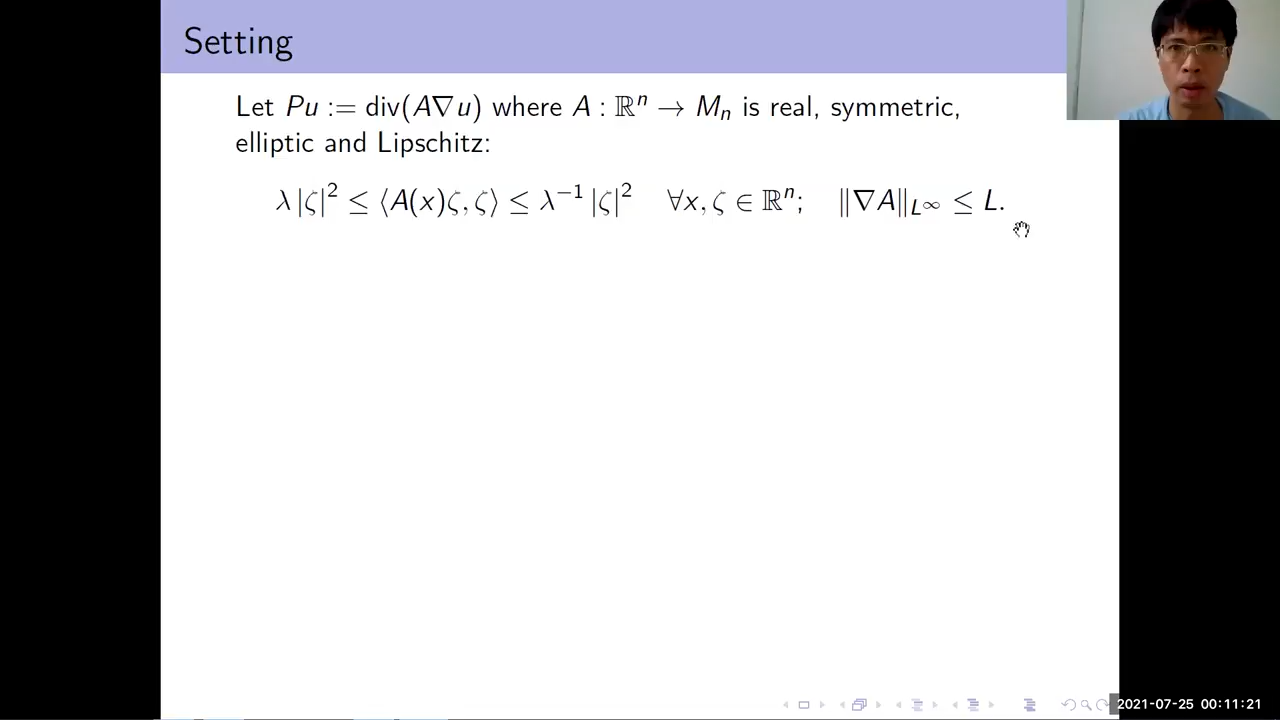 Setting
Let Pu := div(A∇u) where A : ℝⁿ → Mₙ is real, symmetric,
elliptic and Lipschitz:
λ|ζ|² ≤ ⟨A(x)ζ, ζ⟩ ≤ λ⁻¹|ζ|² ∀x, ζ ∈ ℝⁿ; ‖∇A‖_{L^∞} ≤ L.
2021-07-25 00:11:21